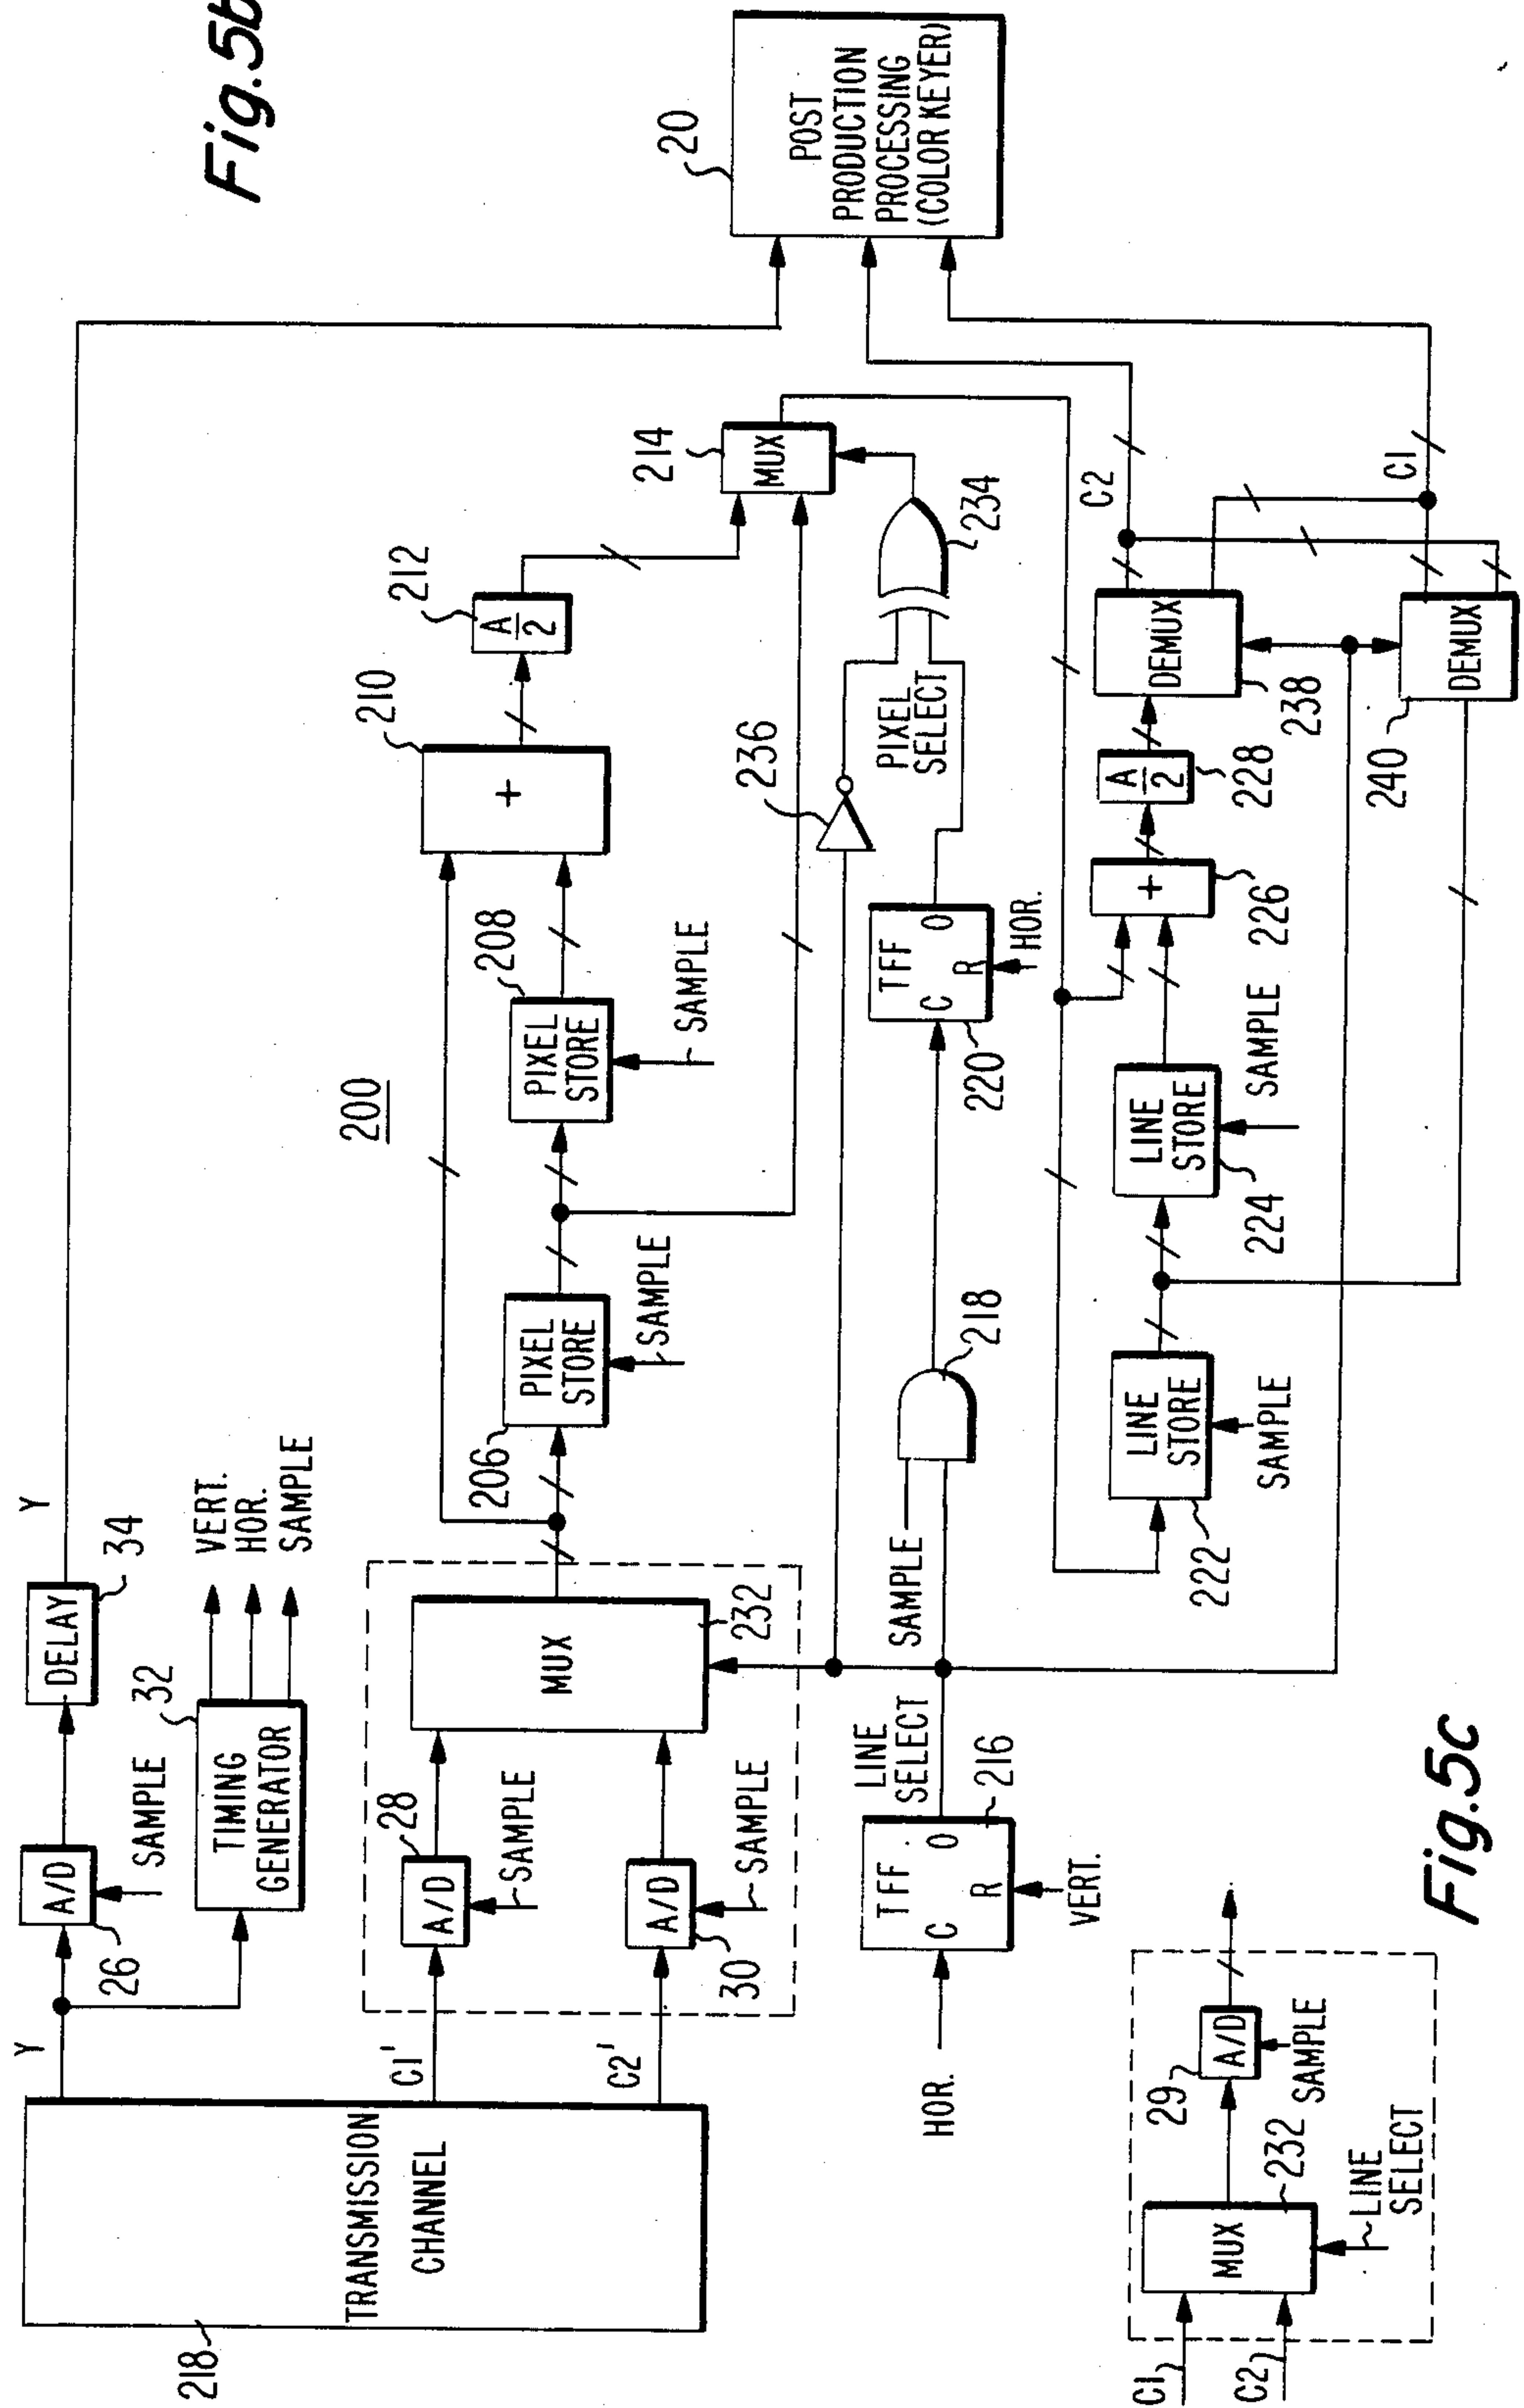 Fig.5b
218
TRANSMISSION
CHANNEL
Y
C1'
C2'
26
A/D
SAMPLE
DELAY
34
Y
32
TIMING
GENERATOR
VERT.
HOR.
SAMPLE
28
A/D
SAMPLE
30
A/D
SAMPLE
MUX
232
200
206
PIXEL
STORE
SAMPLE
208
PIXEL
STORE
SAMPLE
210
+
212
A
2
214
MUX
20
POST
PRODUCTION
PROCESSING
(COLOR KEYER)
HOR.
TFF
C
O
R
VERT.
216
LINE
SELECT
SAMPLE
218
236
TFF
C
O
R
HOR.
220
PIXEL
SELECT
234
222
LINE
STORE
SAMPLE
224
LINE
STORE
SAMPLE
+
226
A
2
228
DEMUX
238
240
DEMUX
C2
C1
C1
C2
MUX
232
LINE
SELECT
29
A/D
SAMPLE
Fig.5c